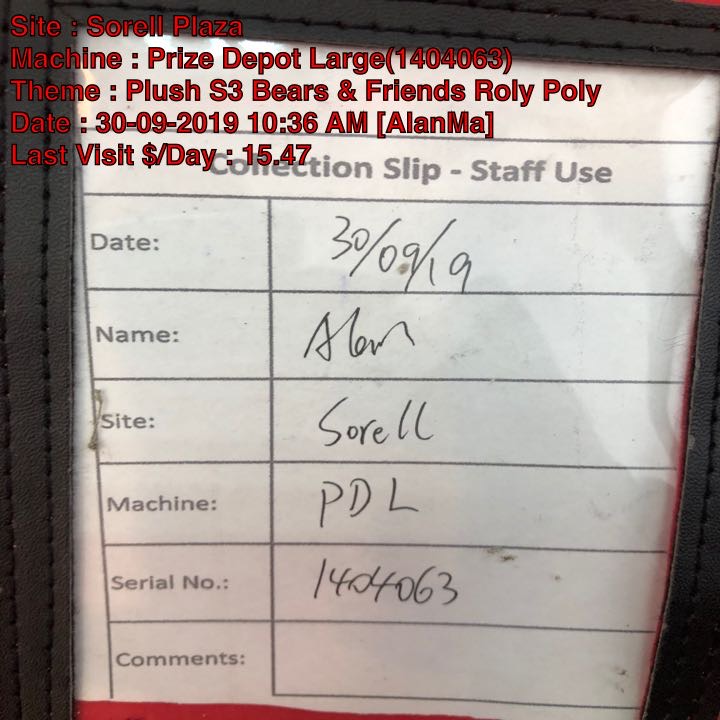 Site : Sorell Plaza
Machine : Prize Depot Large(1404063)
Theme : Plush S3 Bears & Friends Roly Poly
Date : 30-09-2019 10:36 AM [AlanMa]
Last Visit $/Day : 15.47
Collection Slip - Staff Use
Date: 30/09/19
Name: Alan
Site: Sorell
Machine: PDL
Serial No.: 1404063
Comments: